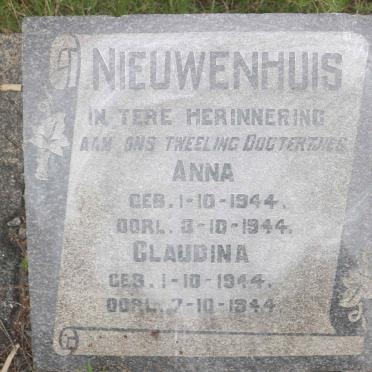 NIEUWENHUIS
IN TERE HERINNERING
AAN ONS TWEELING DOGTERTJIES
ANNA
GEB. 1-10-1944.
OORL. 3-10-1944.
CLAUDINA
GEB. 1-10-1944.
OORL. 7-10-1944.